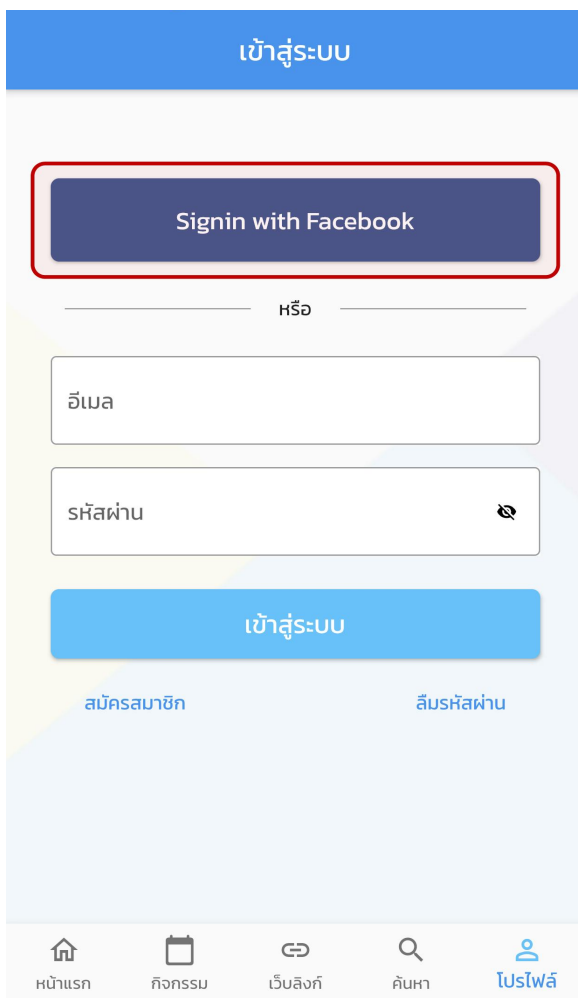 เข้าสู่ระบบ
Signin with Facebook
หรือ
อีเมล
รหัสผ่าน
เข้าสู่ระบบ
สมัครสมาชิก ลืมรหัสผ่าน
หน้าแรก กิจกรรม เว็บลิงก์ ค้นหา โปรไฟล์